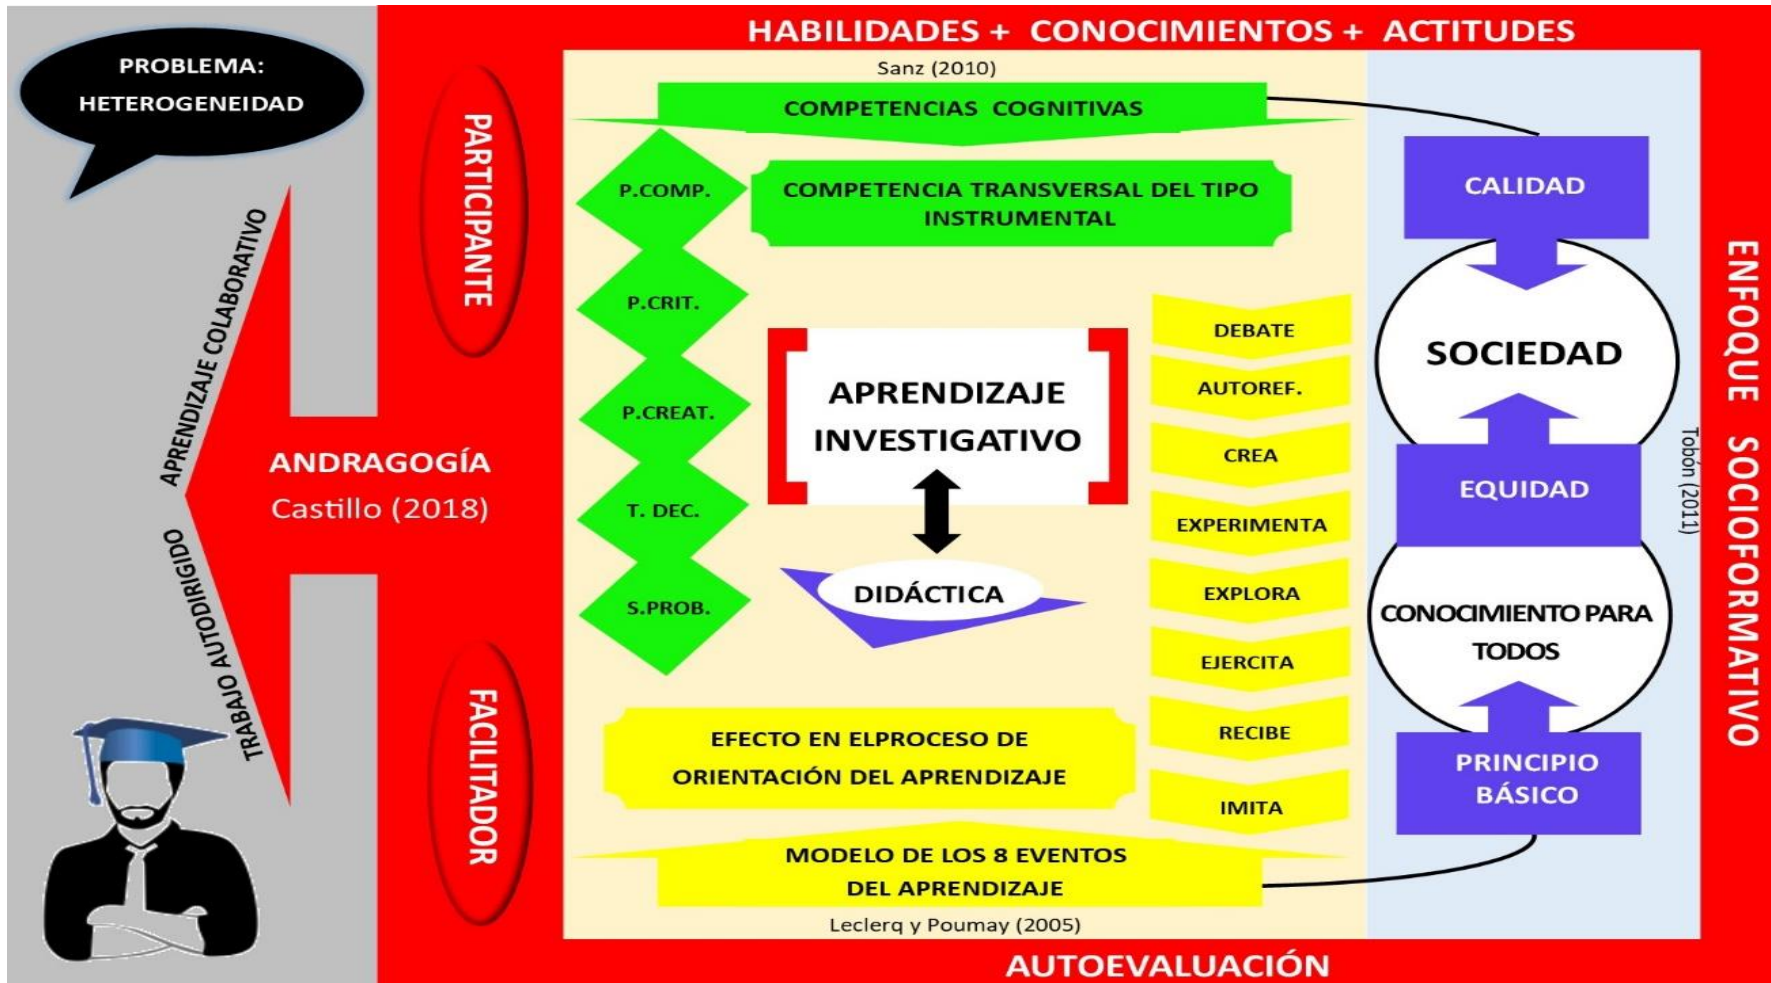 HABILIDADES + CONOCIMIENTOS + ACTITUDES
PROBLEMA:
HETEROGENEIDAD
APRENDIZAJE COLABORATIVO
TRABAJO AUTODIRIGIDO
ANDRAGOGÍA
Castillo (2018)
PARTICIPANTE
FACILITADOR
Sanz (2010)
COMPETENCIAS COGNITIVAS
COMPETENCIA TRANSVERSAL DEL TIPO
INSTRUMENTAL
P.COMP.
P.CRIT.
P.CREAT.
T. DEC.
S.PROB.
APRENDIZAJE
INVESTIGATIVO
DIDÁCTICA
DEBATE
AUTOREF.
CREA
EXPERIMENTA
EXPLORA
EJERCITA
RECIBE
IMITA
EFECTO EN ELPROCESO DE
ORIENTACIÓN DEL APRENDIZAJE
MODELO DE LOS 8 EVENTOS
DEL APRENDIZAJE
Leclerq y Poumay (2005)
CALIDAD
SOCIEDAD
EQUIDAD
CONOCIMIENTO PARA
TODOS
PRINCIPIO
BÁSICO
Tobón (2011)
ENFOQUE SOCIOFORMATIVO
AUTOEVALUACIÓN